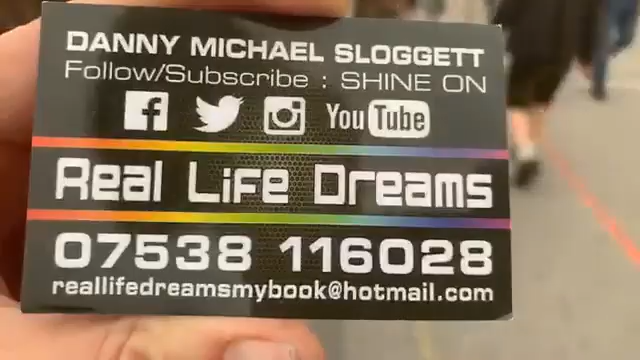 DANNY MICHAEL SLOGGETT
Follow/Subscribe : SHINE ON
f YouTube
Real Life Dreams
07538 116028
reallifedreamsmybook@hotmail.com